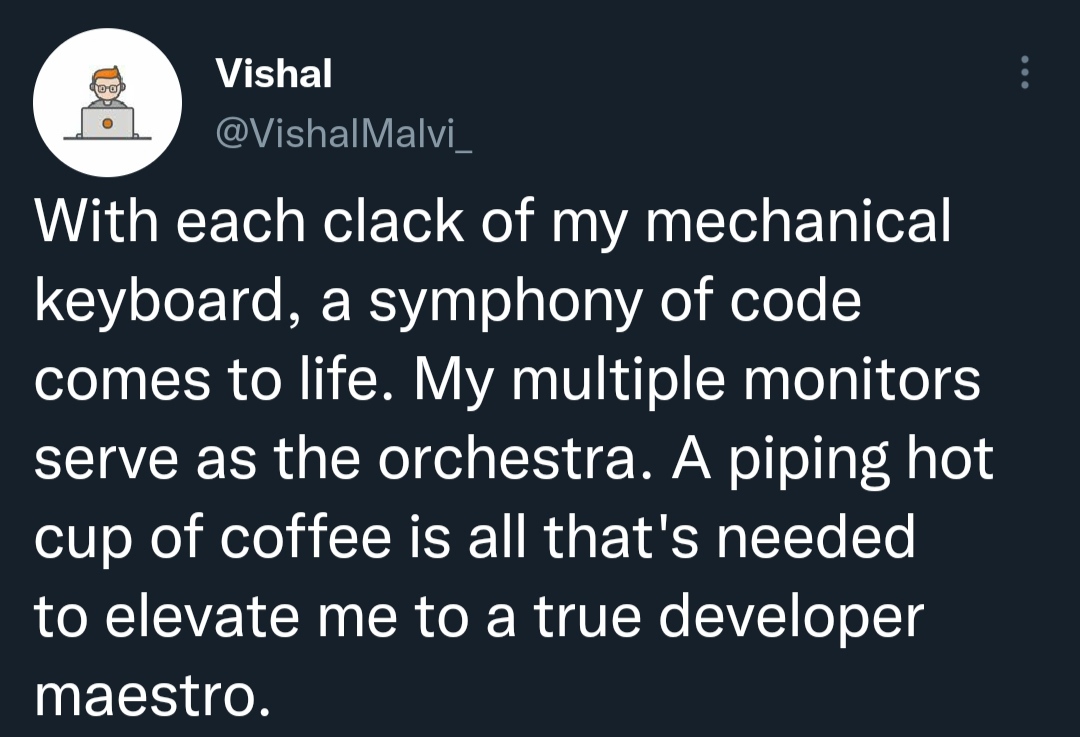 Vishal
@VishalMalvi_
With each clack of my mechanical
keyboard, a symphony of code
comes to life. My multiple monitors
serve as the orchestra. A piping hot
cup of coffee is all that's needed
to elevate me to a true developer
maestro.